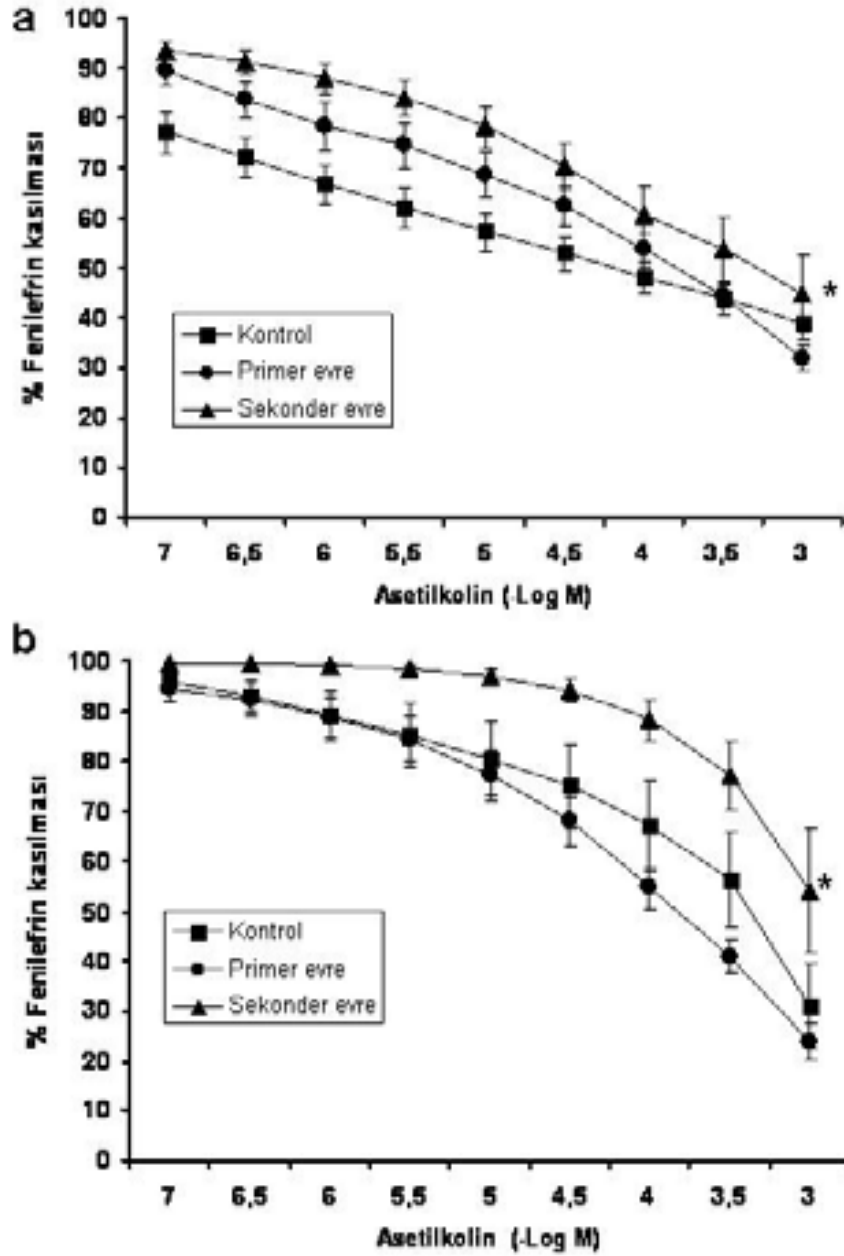 a
% Fenilefrin kasılması
100
90
80
70
60
50
40
30
20
10
0
Kontrol
Primer evre
Sekonder evre
*
7 6,5 6 5,5 5 4,5 4 3,5 3
Asetilkolin (-Log M)
b
% Fenilefrin kasılması
100
90
80
70
60
50
40
30
20
10
0
Kontrol
Primer evre
Sekonder evre
*
7 6,5 6 5,5 5 4,5 4 3,5 3
Asetilkolin (-Log M)